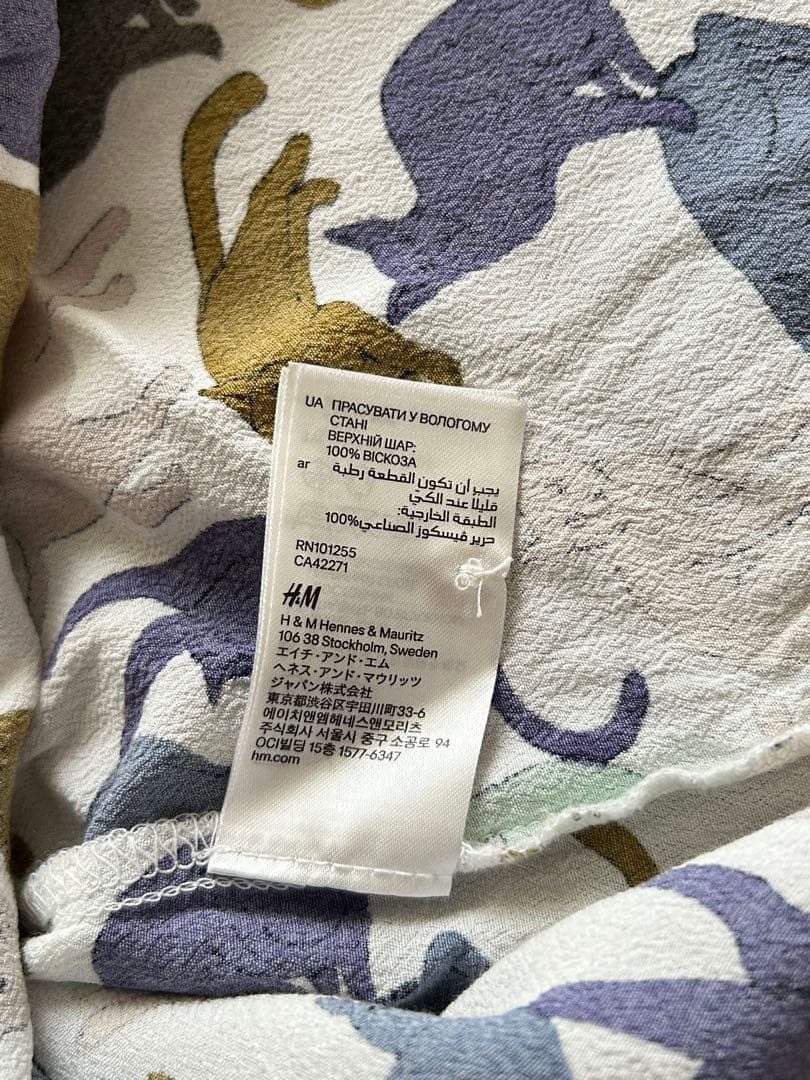 UA ПРАСУВАТИ У ВОЛОГОМУ
СТАНІ
ВЕРХНІЙ ШАР:
100% ВІСКОЗА
ar يجب أن تكون القطعة رطبة
قليلا عند الكيّ
الطبقة الخارجية:
100%حرير ڤيسكوز الصناعي
RN101255
CA42271
H&M
H & M Hennes & Mauritz
106 38 Stockholm, Sweden
エイチ・アンド・エム
ヘネス・アンド・マウリッツ
ジャパン株式会社
東京都渋谷区宇田川町33-6
에이치앤엠헤네스앤모리츠
주식회사 서울시 중구 소공로 94
OCI빌딩 15층 1577-6347
hm.com